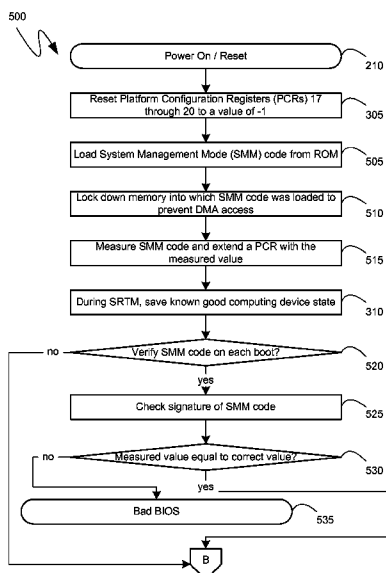 500
Power On / Reset
210
Reset Platform Configuration Registers (PCRs) 17
through 20 to a value of -1
305
Load System Management Mode (SMM) code from ROM
505
Lock down memory into which SMM code was loaded to
prevent DMA access
510
Measure SMM code and extend a PCR with the
measured value
515
During SRTM, save known good computing device state
310
no
Verify SMM code on each boot?
520
yes
Check signature of SMM code
525
no
Measured value equal to correct value?
530
yes
Bad BIOS
535
B